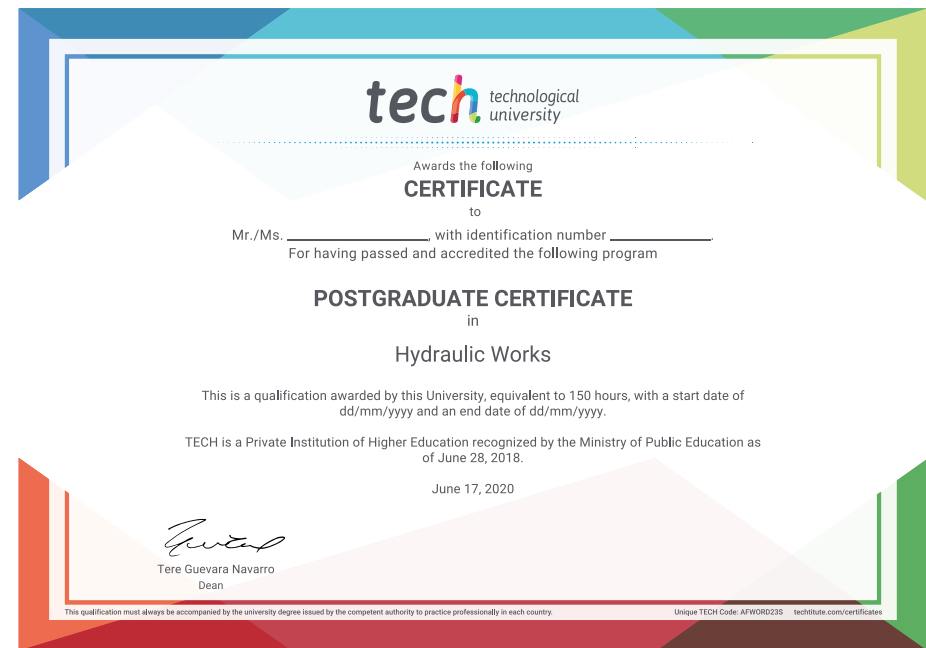 tech technological
university
Awards the following
CERTIFICATE
to
Mr./Ms. ____________________, with identification number ______________.
For having passed and accredited the following program
POSTGRADUATE CERTIFICATE
in
Hydraulic Works
This is a qualification awarded by this University, equivalent to 150 hours, with a start date of
dd/mm/yyyy and an end date of dd/mm/yyyy.
TECH is a Private Institution of Higher Education recognized by the Ministry of Public Education as
of June 28, 2018.
June 17, 2020
Tere Guevara Navarro
Dean
This qualification must always be accompanied by the university degree issued by the competent authority to practice professionally in each country. Unique TECH Code: AFWORD23S techtitute.com/certificates